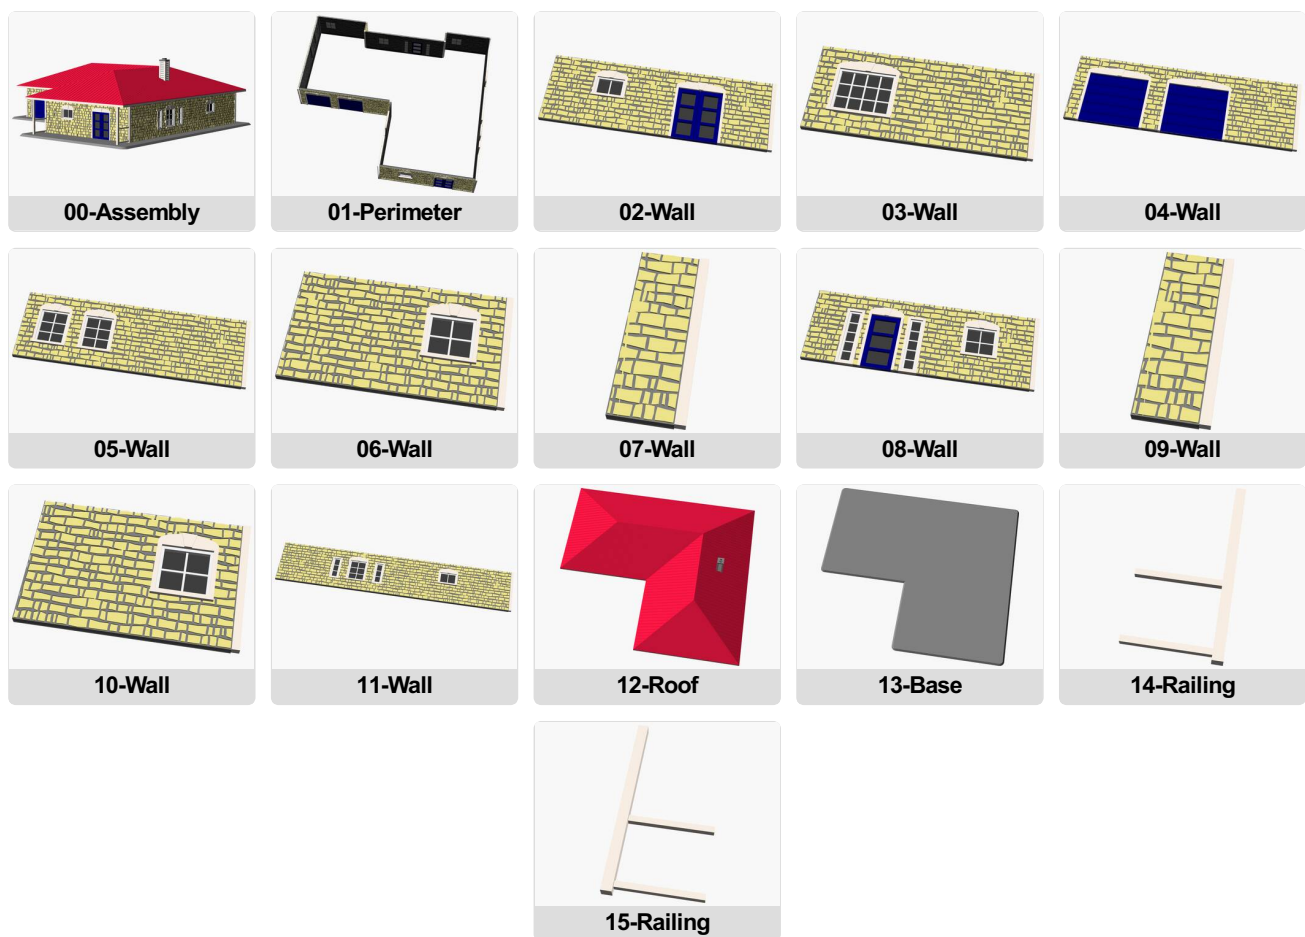 00-Assembly
01-Perimeter
02-Wall
03-Wall
04-Wall
05-Wall
06-Wall
07-Wall
08-Wall
09-Wall
10-Wall
11-Wall
12-Roof
13-Base
14-Railing
15-Railing